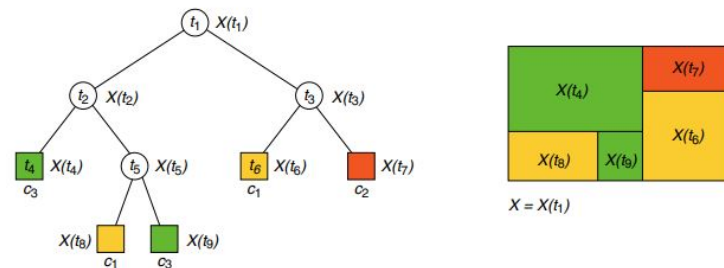 t1 X(t1)
t2 X(t2)
t3 X(t3)
X(t4)
X(t7)
X(t6)
X(t8)
X(t9)
t4 X(t4)
t5 X(t5)
t6 X(t6)
X(t7)
c3
c1
c2
X = X(t1)
X(t8)
X(t9)
c1
c3